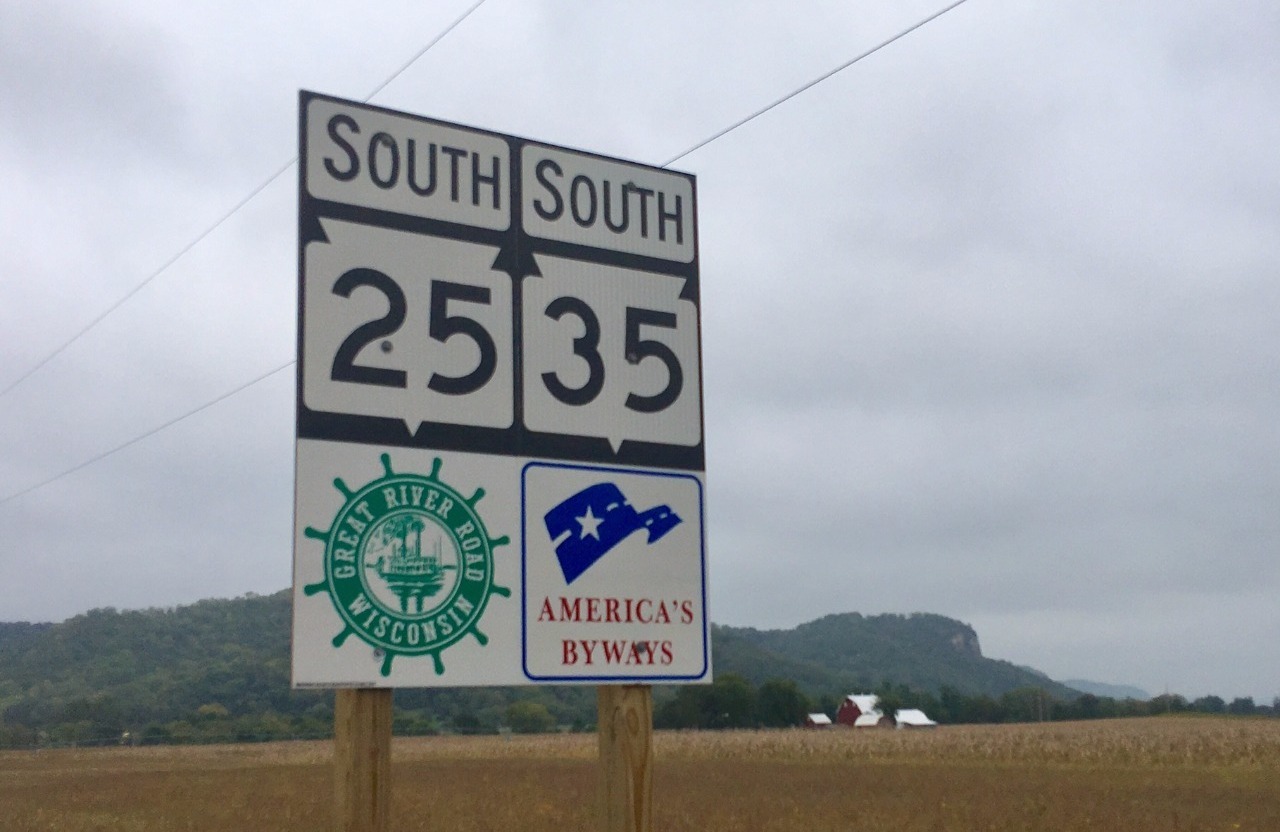 SOUTH SOUTH
25 35
GREAT RIVER ROAD
WISCONSIN
AMERICA'S
BYWAYS